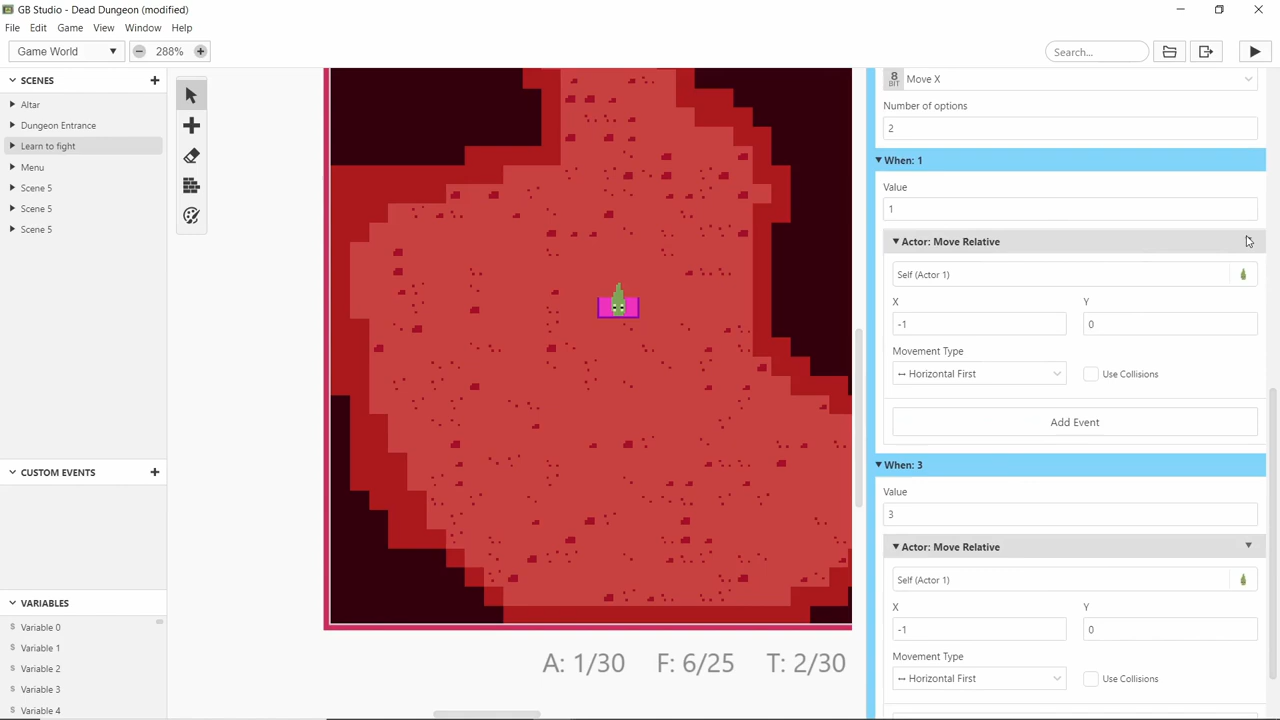 GB Studio - Dead Dungeon (modified)
File Edit Game View Window Help
Game World 288% Search...
SCENES
Altar
Dungeon Entrance
Learn to fight
Menu
Scene 5
Scene 5
Scene 5
CUSTOM EVENTS
VARIABLES
S Variable 0
S Variable 1
S Variable 2
S Variable 3
S Variable 4
A: 1/30 F: 6/25 T: 2/30
8 BIT Move X
Number of options
2
When: 1
Value
1
Actor: Move Relative
Self (Actor 1)
X Y
-1 0
Movement Type
Horizontal First Use Collisions
Add Event
When: 3
Value
3
Actor: Move Relative
Self (Actor 1)
X Y
-1 0
Movement Type
Horizontal First Use Collisions